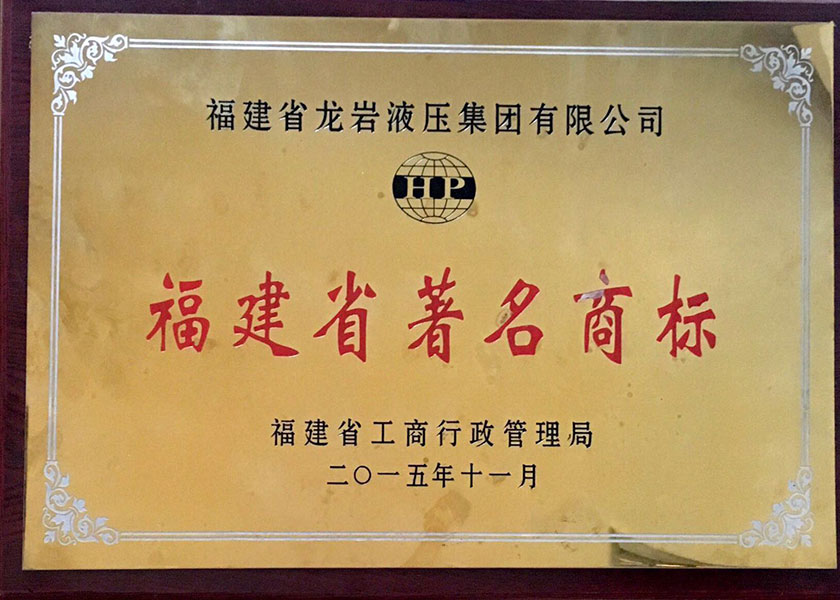 福建省龙岩液压集团有限公司
HP
福建省著名商标
福建省工商行政管理局
二〇一五年十一月